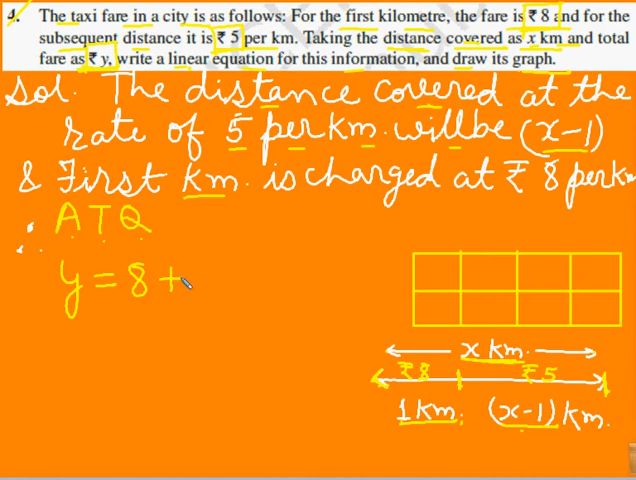 4. The taxi fare in a city is as follows: For the first kilometre, the fare is ₹ 8 and for the
subsequent distance it is ₹ 5 per km. Taking the distance covered as x km and total
fare as ₹ y, write a linear equation for this information, and draw its graph.
Sol. The distance covered at the
rate of 5 per km. will be (x-1)
& First km. is charged at ₹ 8 per km
∴ ATQ
y = 8 +
x km.
₹ 8 ₹ 5
1 km. (x-1) km.